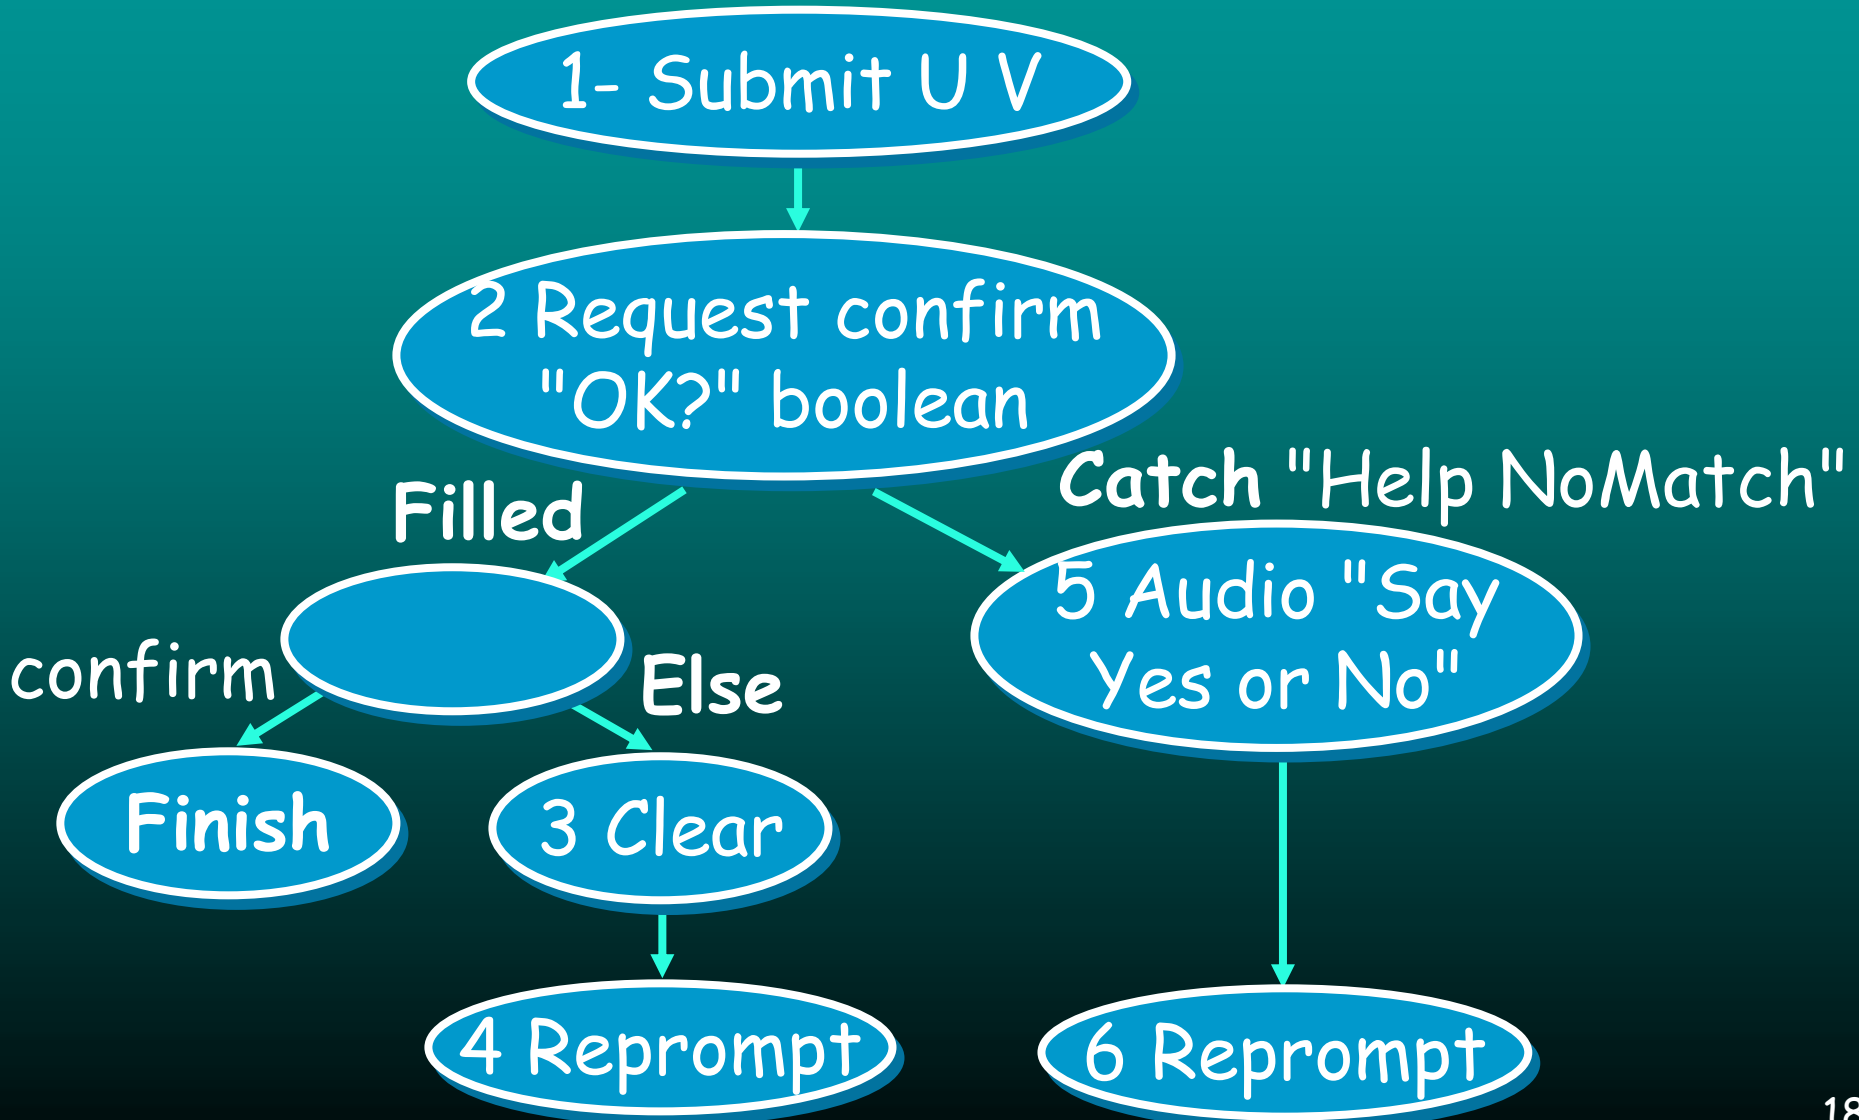 1- Submit U V
2 Request confirm
"OK?" boolean
Catch "Help NoMatch"
Filled
5 Audio "Say
Yes or No"
confirm
Else
Finish
3 Clear
4 Reprompt
6 Reprompt
18